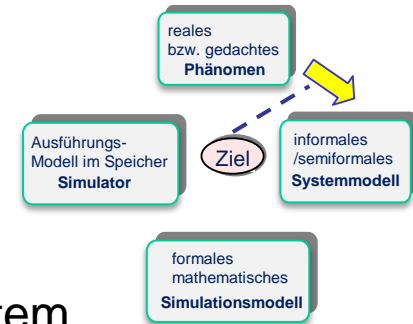 reales
bzw. gedachtes
Phänomen
Ausführungs-
Modell im Speicher
Simulator
Ziel
informales
/semiformales
Systemmodell
formales
mathematisches
Simulationsmodell